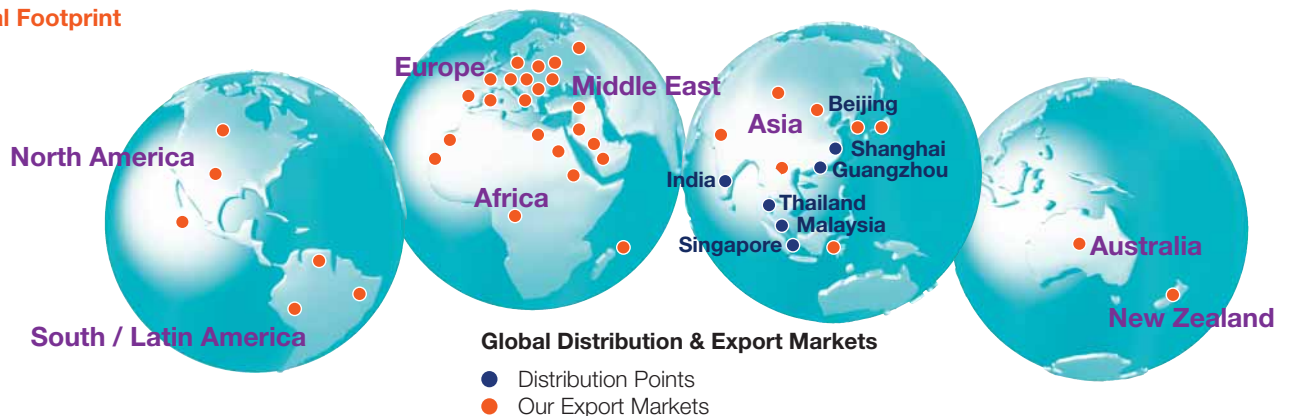 Footprint
Europe
Middle East
North America
Africa
South / Latin America
Asia
Beijing
Shanghai
Guangzhou
India
Thailand
Malaysia
Singapore
Australia
New Zealand
Global Distribution & Export Markets
Distribution Points
Our Export Markets